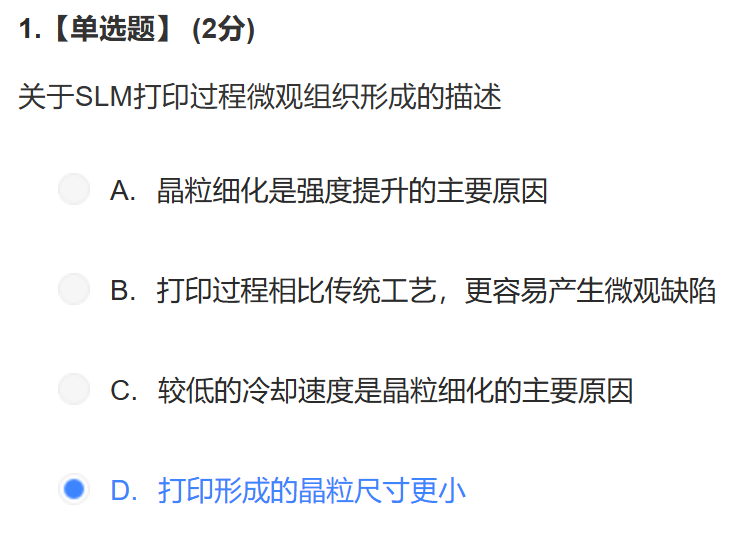 1.【单选题】 (2分)
关于SLM打印过程微观组织形成的描述
A. 晶粒细化是强度提升的主要原因
B. 打印过程相比传统工艺，更容易产生微观缺陷
C. 较低的冷却速度是晶粒细化的主要原因
D. 打印形成的晶粒尺寸更小